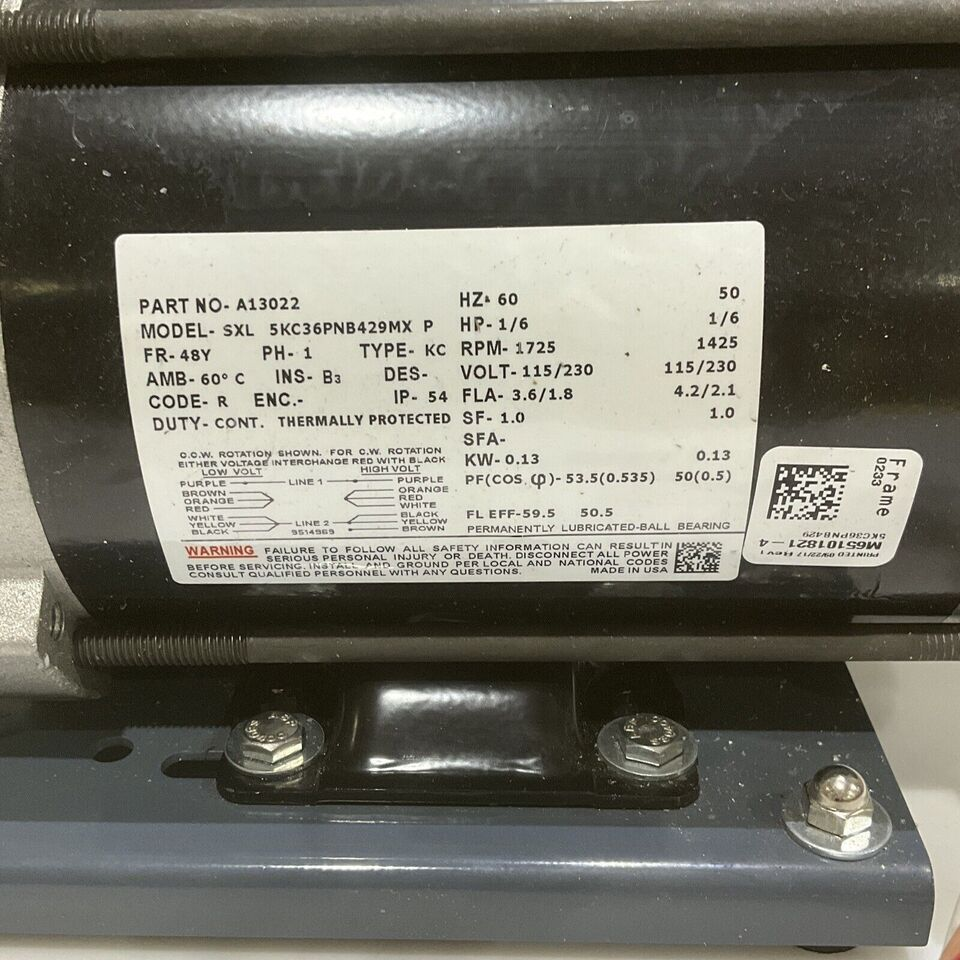 PART NO- A13022
MODEL- SXL 5KC36PNB429MX P
FR- 48Y PH- 1 TYPE- KC
AMB- 60° C INS- B3 DES-
CODE- R ENC.- IP- 54
DUTY- CONT. THERMALLY PROTECTED
HZ- 60 50
HP- 1/6 1/6
RPM- 1725 1425
VOLT- 115/230 115/230
FLA- 3.6/1.8 4.2/2.1
SF- 1.0 1.0
SFA-
KW- 0.13 0.13
PF(COS φ)- 53.5(0.535) 50(0.5)
FL EFF-59.5 50.5
PERMANENTLY LUBRICATED-BALL BEARING
C.C.W. ROTATION SHOWN. FOR C.W. ROTATION
EITHER VOLTAGE INTERCHANGE RED WITH BLACK
LOW VOLT HIGH VOLT
PURPLE LINE 1 PURPLE
BROWN ORANGE
ORANGE RED
RED WHITE
WHITE BLACK
YELLOW LINE 2 YELLOW
BLACK 9514969 BROWN
WARNING FAILURE TO FOLLOW ALL SAFETY INFORMATION CAN RESULT IN
SERIOUS PERSONAL INJURY OR DEATH. DISCONNECT ALL POWER
BEFORE SERVICING. INSTALL AND GROUND PER LOCAL AND NATIONAL CODES
CONSULT QUALIFIED PERSONNEL WITH ANY QUESTIONS. MADE IN USA
Frame
0293
5KC36PNB429
M65101821-4